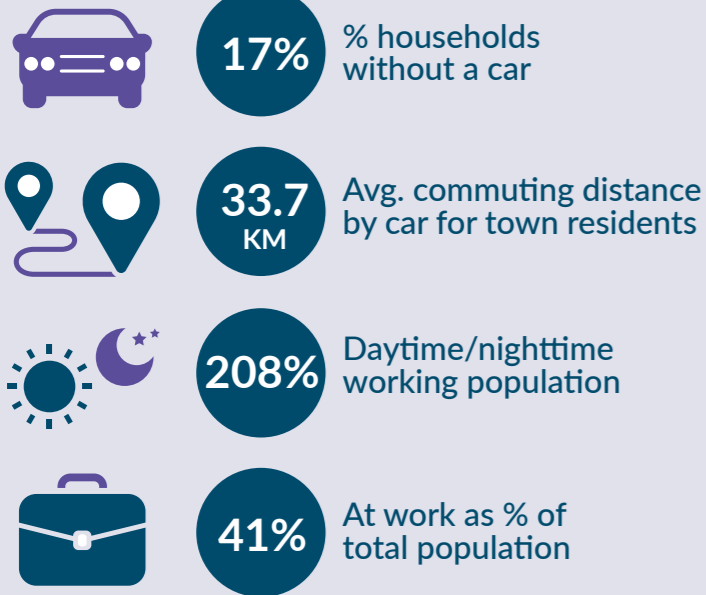 17%
% households
without a car
33.7
KM
Avg. commuting distance
by car for town residents
208%
Daytime/nighttime
working population
41%
At work as % of
total population